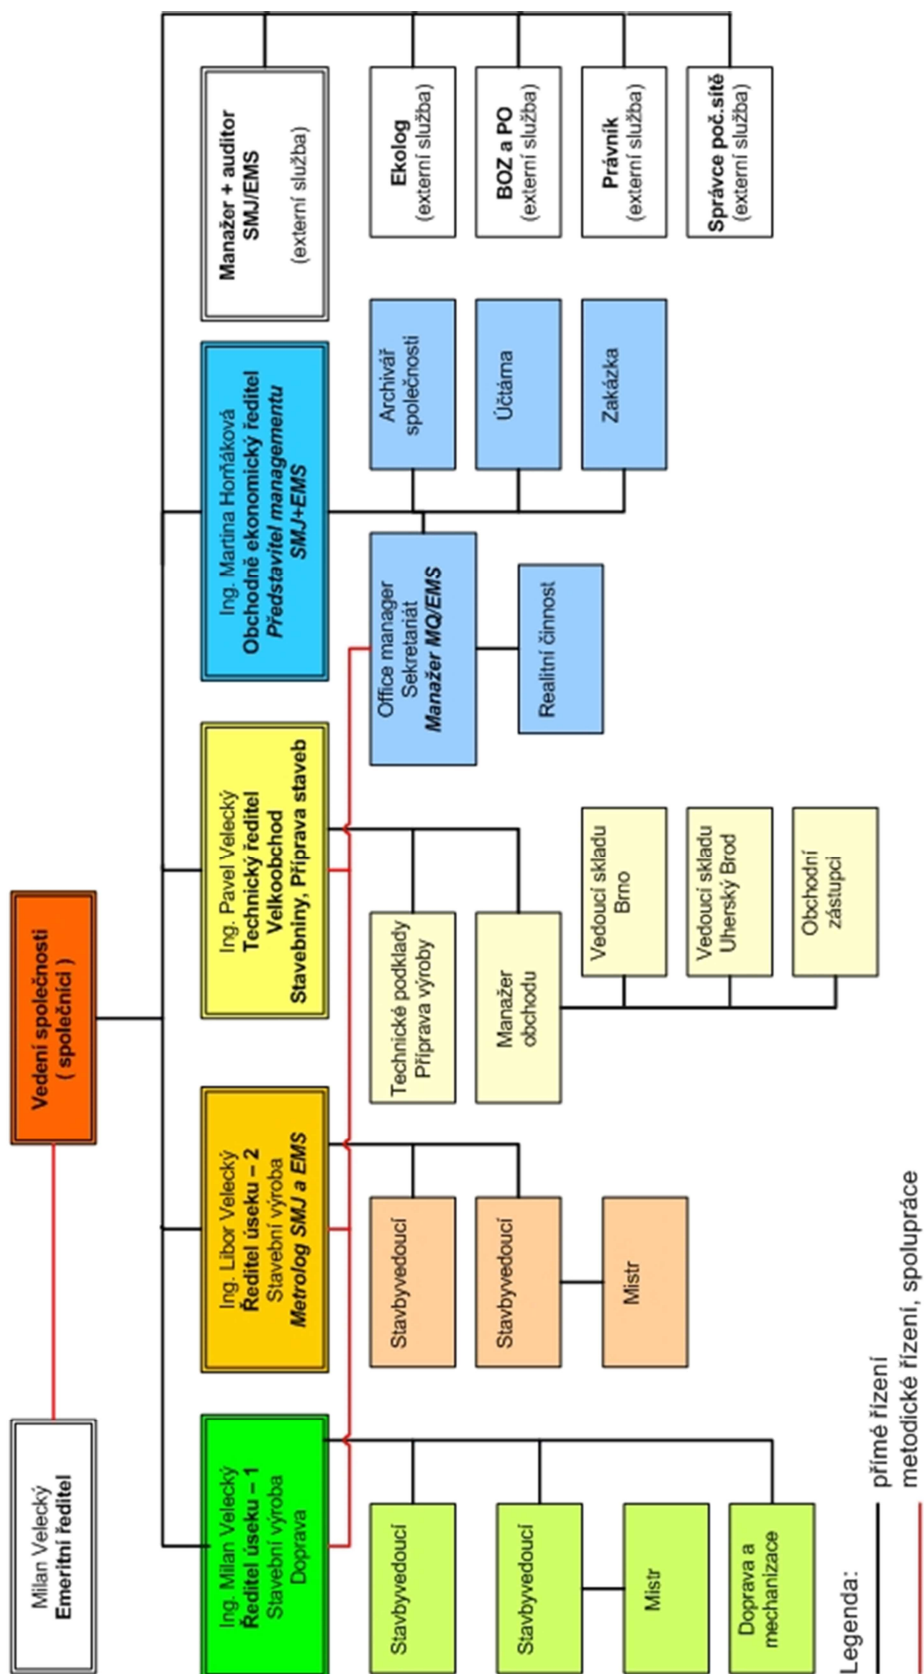 Milan Velecký
Emeritní ředitel
Vedení společnosti
( společníci )
Ing. Milan Velecký
Ředitel úseku – 1
Stavební výroba
Doprava
Ing. Libor Velecký
Ředitel úseku – 2
Stavební výroba
Metrolog SMJ a EMS
Ing. Pavel Velecký
Technický ředitel
Velkoobchod
Stavebniny, Příprava staveb
Ing. Martina Horňáková
Obchodně ekonomický ředitel
Představitel managementu
SMJ+EMS
Manažer + auditor
SMJ/EMS
(externí služba)
Stavbyvedoucí
Stavbyvedoucí
Mistr
Doprava a
mechanizace
Stavbyvedoucí
Stavbyvedoucí
Mistr
Technické podklady
Příprava výroby
Manažer
obchodu
Vedoucí skladu
Brno
Vedoucí skladu
Uherský Brod
Obchodní
zástupci
Office manager
Sekretariát
Manažer MQ/EMS
Realitní činnost
Archivář
společnosti
Účtárna
Zakázka
Ekolog
(externí služba)
BOZ a PO
(externí služba)
Právník
(externí služba)
Správce poč.sítě
(externí služba)
Legenda:
přímé řízení
metodické řízení, spolupráce